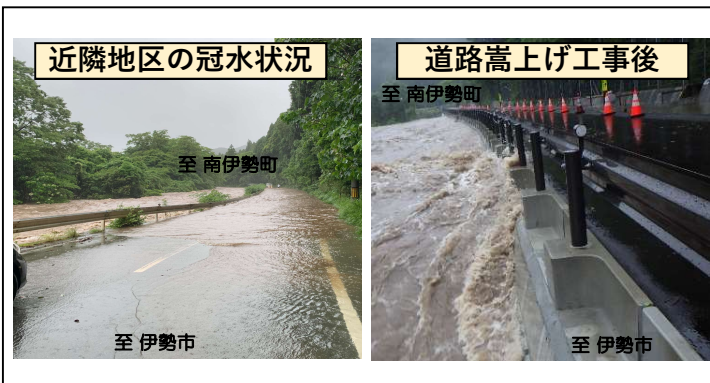 近隣地区の冠水状況
至 南伊勢町
至 伊勢市
道路嵩上げ工事後
至 南伊勢町
至 伊勢市